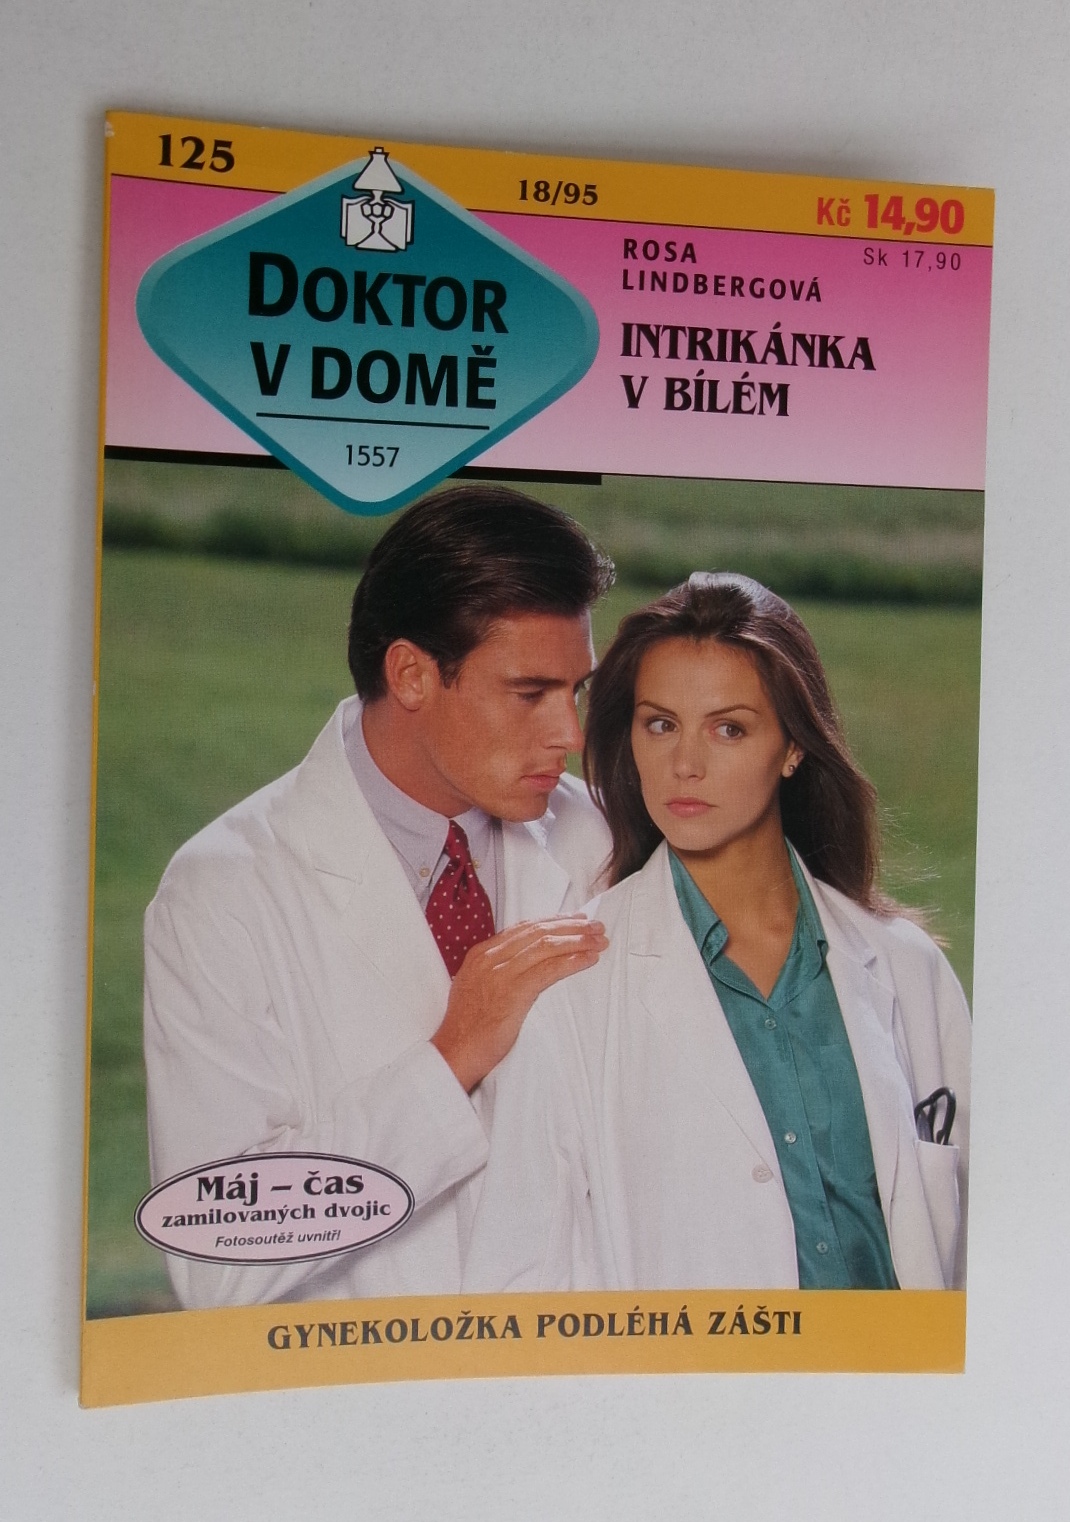 125
18/95
Kč 14,90
Sk 17,90
DOKTOR
V DOMĚ
1557
ROSA
LINDBERGOVÁ
INTRIKÁNKA
V BÍLÉM
Máj – čas
zamilovaných dvojic
Fotosoutěž uvnitř!
GYNEKOLOŽKA PODLÉHÁ ZÁŠTI